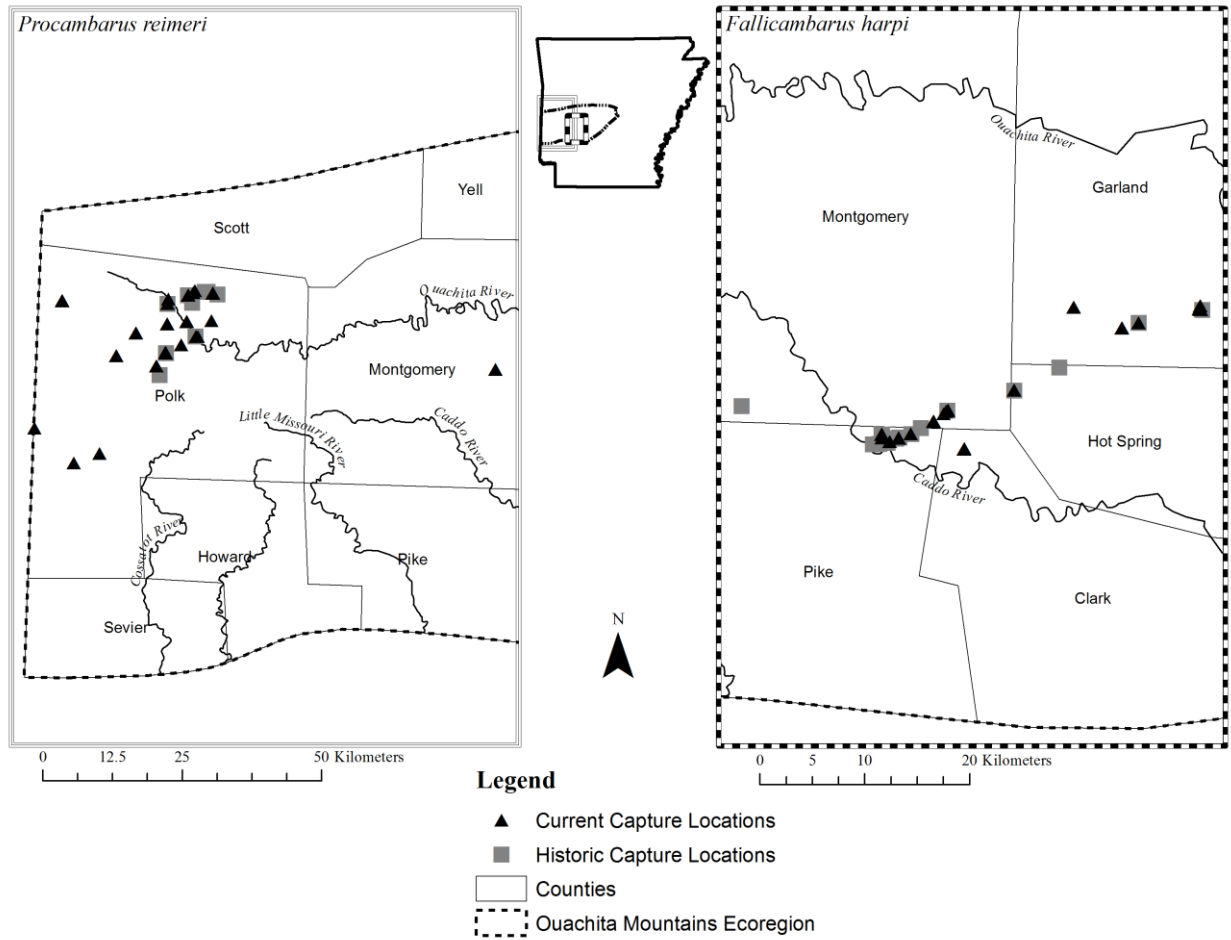 Procambarus reimeri
Fallicambarus harpi
Yell
Scott
Ouachita River
Montgomery
Polk
Little Missouri River
Caddo River
Cossatot River
Howard
Pike
Sevier
Ouachita River
Garland
Montgomery
Hot Spring
Caddo River
Pike
Clark
N
0 12.5 25 50 Kilometers
0 5 10 20 Kilometers
Legend
Current Capture Locations
Historic Capture Locations
Counties
Ouachita Mountains Ecoregion